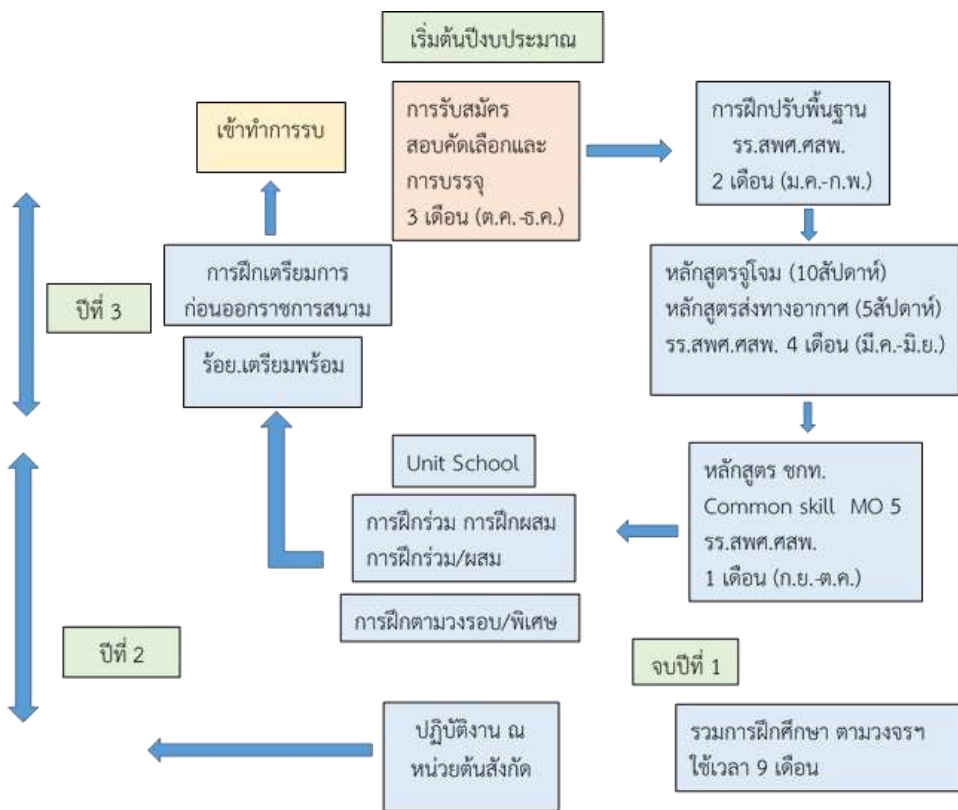 เริ่มต้นปีงบประมาณ
การรับสมัคร
สอบคัดเลือกและ
การบรรจุ
3 เดือน (ต.ค.-ธ.ค.)
การฝึกปรับพื้นฐาน
รร.สพศ.ศสพ.
2 เดือน (ม.ค.-ก.พ.)
หลักสูตรจู่โจม (10สัปดาห์)
หลักสูตรส่งทางอากาศ (5สัปดาห์)
รร.สพศ.ศสพ. 4 เดือน (มี.ค.-มิ.ย.)
หลักสูตร ชกท.
Common skill MO 5
รร.สพศ.ศสพ.
1 เดือน (ก.ย.-ต.ค.)
จบปีที่ 1
รวมการฝึกศึกษา ตามวงจรฯ
ใช้เวลา 9 เดือน
Unit School
การฝึกร่วม การฝึกผสม
การฝึกร่วม/ผสม
การฝึกตามวงรอบ/พิเศษ
ปฏิบัติงาน ณ
หน่วยต้นสังกัด
ปีที่ 2
ร้อย.เตรียมพร้อม
การฝึกเตรียมการ
ก่อนออกราชการสนาม
ปีที่ 3
เข้าทำการรบ